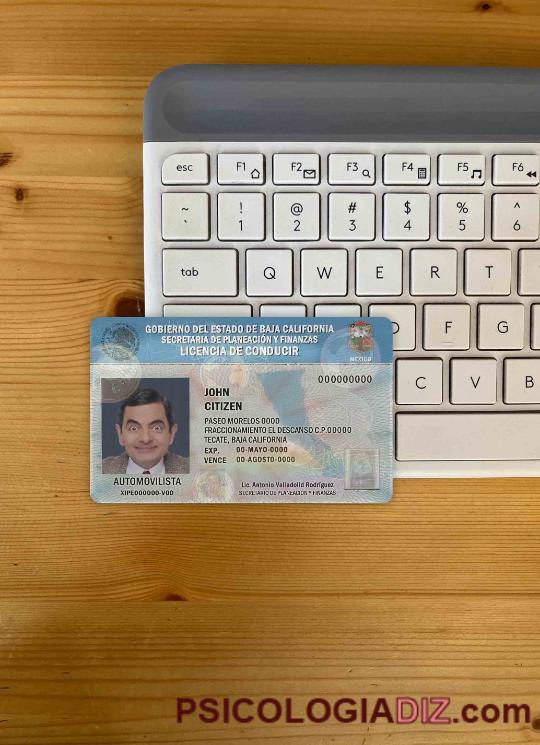 esc F1 F2 F3 F4 F5 F6
~ ! @ # $ % ^
` 1 2 3 4 5 6
tab Q W E R T
D F G
C V B
GOBIERNO DEL ESTADO DE BAJA CALIFORNIA
SECRETARIA DE PLANEACIÓN Y FINANZAS
LICENCIA DE CONDUCIR
MEXICO
000000000
JOHN
CITIZEN
PASEO MORELOS 0000
FRACCIONAMIENTO EL DESCANSO C.P.00000
TECATE, BAJA CALIFORNIA
EXP. 00-MAYO-0000
VENCE 00-AGOSTO-0000
AUTOMOVILISTA
XIPE000000-V00
Lic. Antonio Valladolid Rodríguez
SECRETARIO DE PLANEACION Y FINANZAS
PSICOLOGIADIZ.com